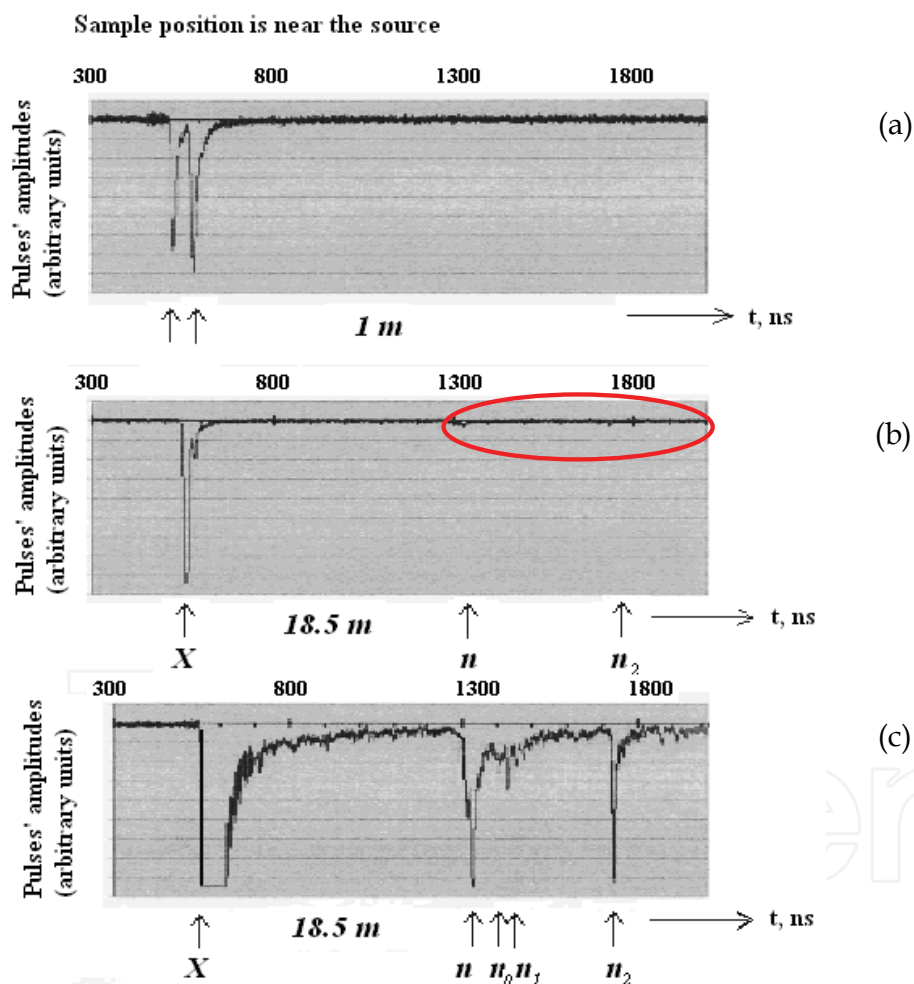 Sample position is near the source
300 800 1300 1800
Pulses' amplitudes
(arbitrary units)
(a)
1 m
t, ns
300 800 1300 1800
Pulses' amplitudes
(arbitrary units)
(b)
18.5 m
t, ns
X n n₂
300 800 1300 1800
Pulses' amplitudes
(arbitrary units)
(c)
18.5 m
t, ns
X n n₀ n₁ n₂